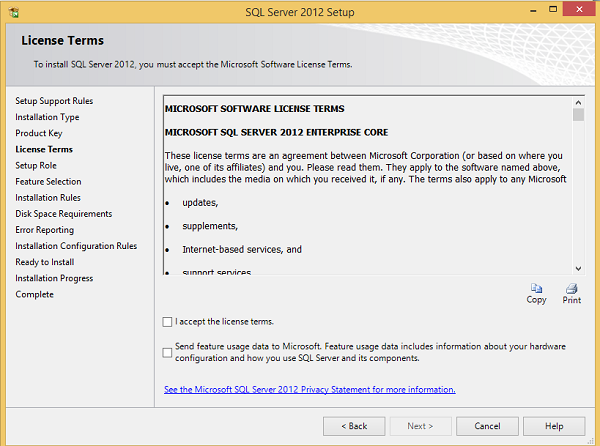 SQL Server 2012 Setup
License Terms
To install SQL Server 2012, you must accept the Microsoft Software License Terms.
Setup Support Rules
Installation Type
Product Key
License Terms
Setup Role
Feature Selection
Installation Rules
Disk Space Requirements
Error Reporting
Installation Configuration Rules
Ready to Install
Installation Progress
Complete
MICROSOFT SOFTWARE LICENSE TERMS
MICROSOFT SQL SERVER 2012 ENTERPRISE CORE
These license terms are an agreement between Microsoft Corporation (or based on where you
live, one of its affiliates) and you. Please read them. They apply to the software named above,
which includes the media on which you received it, if any. The terms also apply to any Microsoft
• updates,
• supplements,
• Internet-based services, and
• support services
Copy
Print
I accept the license terms.
Send feature usage data to Microsoft. Feature usage data includes information about your hardware
configuration and how you use SQL Server and its components.
See the Microsoft SQL Server 2012 Privacy Statement for more information.
< Back
Next >
Cancel
Help